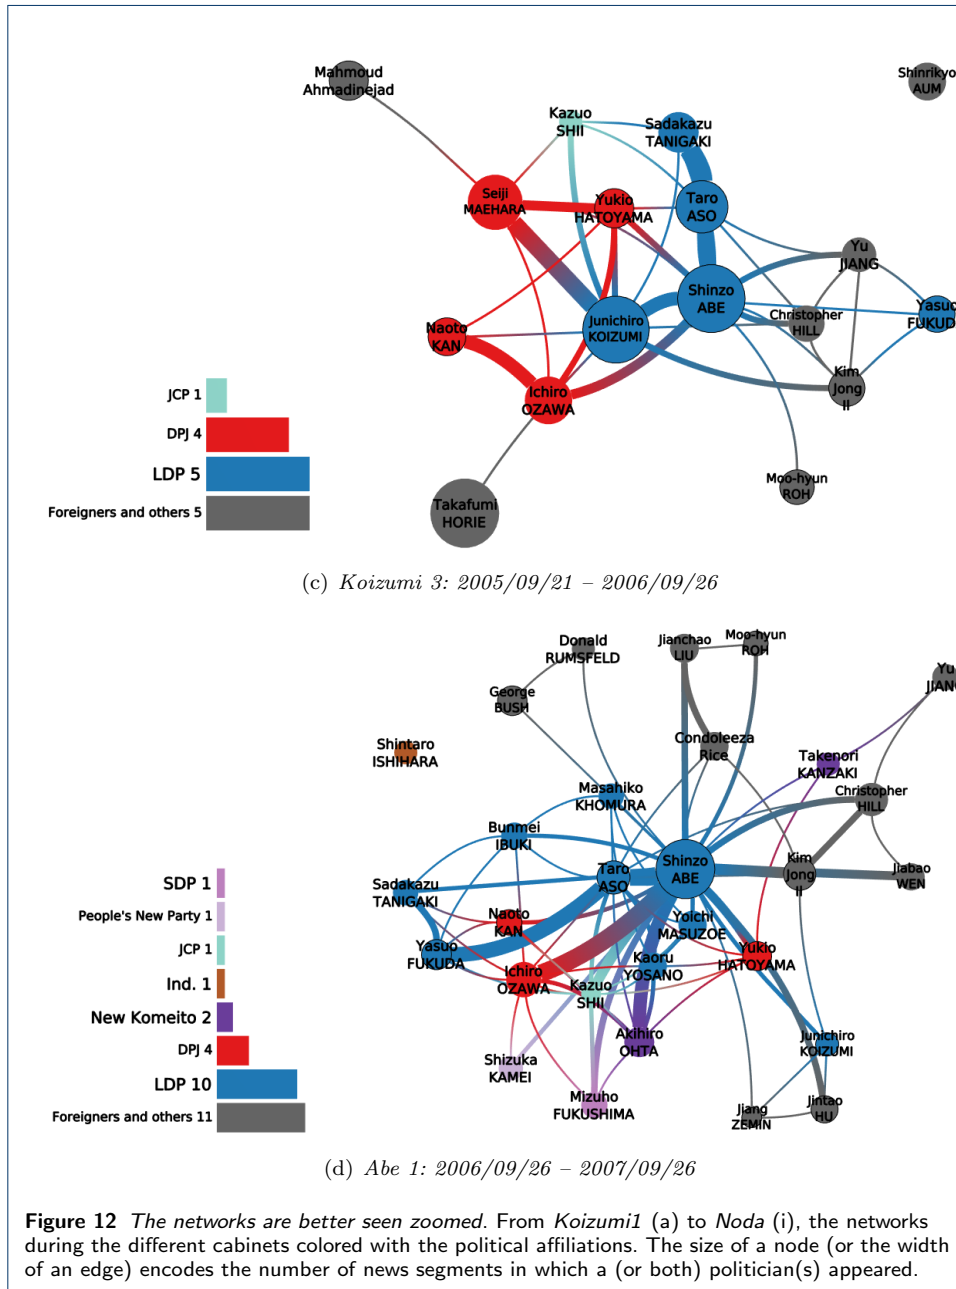 Mahmoud
Ahmadinejad
Shinrikyo
AUM
Kazuo
SHII
Sadakazu
TANIGAKI
Seiji
MAEHARA
Yukio
HATOYAMA
Taro
ASO
Yu
JIANG
Shinzo
ABE
Yasuo
FUKUD
Junichiro
KOIZUMI
Christopher
HILL
Naoto
KAN
Kim
Jong
Il
Ichiro
OZAWA
JCP 1
DPJ 4
LDP 5
Foreigners and others 5
Moo-hyun
ROH
Takafumi
HORIE
(c) Koizumi 3: 2005/09/21 – 2006/09/26
Donald
RUMSFELD
Jianchao
LIU
Moo-hyun
ROH
George
BUSH
Yu
JIANG
Shintaro
ISHIHARA
Condoleeza
Rice
Takenori
KANZAKI
Masahiko
KHOMURA
Christopher
HILL
Bunmei
IBUKI
Taro
ASO
Shinzo
ABE
Kim
Jong
Il
Jiabao
WEN
Sadakazu
TANIGAKI
Naoto
KAN
Yoichi
MASUZOE
Yasuo
FUKUDA
Yukio
HATOYAMA
Ichiro
OZAWA
Kaoru
YOSANO
Kazuo
SHII
Akihiro
OHTA
Junichiro
KOIZUMI
Shizuka
KAMEI
Mizuho
FUKUSHIMA
Jiang
ZEMIN
Jintao
HU
SDP 1
People's New Party 1
JCP 1
Ind. 1
New Komeito 2
DPJ 4
LDP 10
Foreigners and others 11
(d) Abe 1: 2006/09/26 – 2007/09/26
Figure 12 The networks are better seen zoomed. From Koizumi1 (a) to Noda (i), the networks
during the different cabinets colored with the political affiliations. The size of a node (or the width
of an edge) encodes the number of news segments in which a (or both) politician(s) appeared.